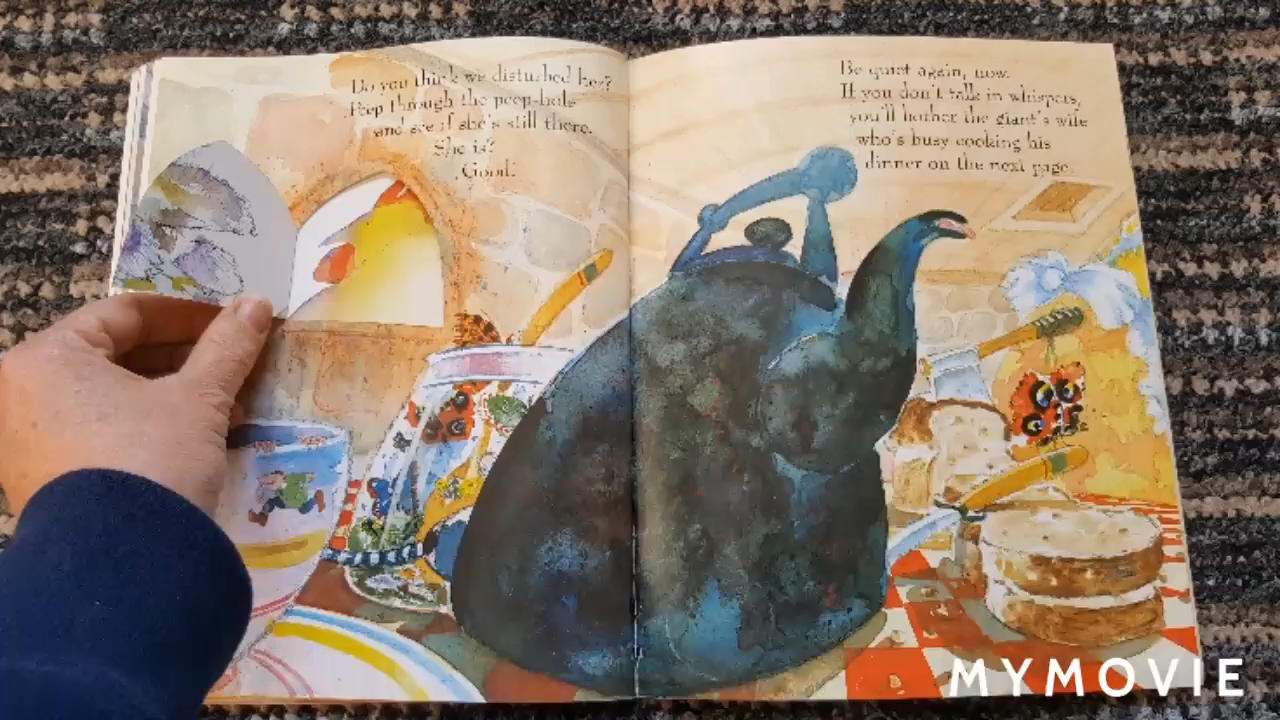 Do you think we disturbed her?
Peep through the peep-hole
and see if she's still there.
She is?
Good.
Be quiet again, now.
If you don't talk in whispers,
you'll bother the giant's wife
who's busy cooking his
dinner on the next page.
MYMOVIE